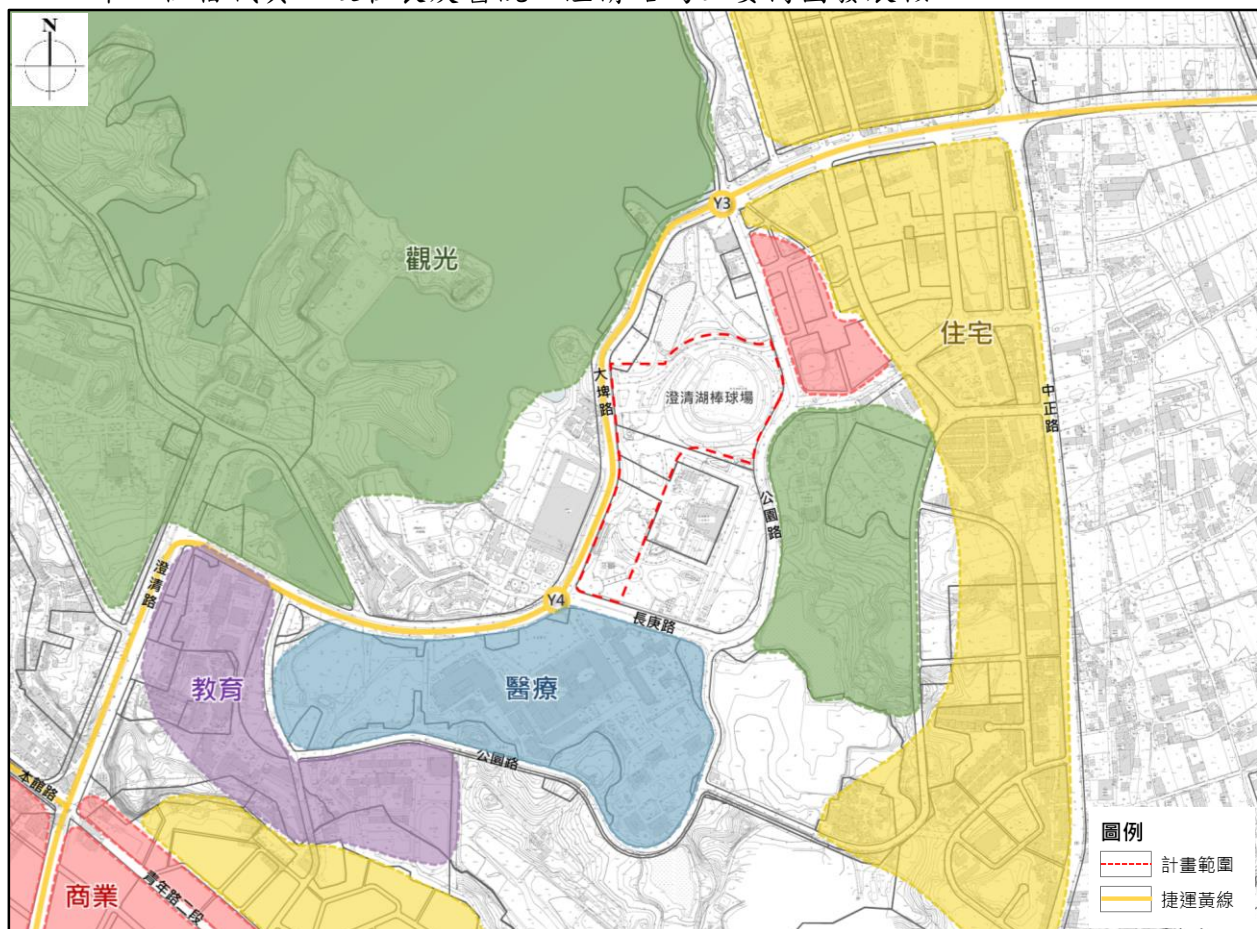 N
Y3
觀光
住宅
大埤路
澄清湖棒球場
中正路
公園路
澄清路
Y4
長庚路
教育
醫療
公園路
本館路
青年路二段
商業
圖例
計畫範圍
捷運黃線